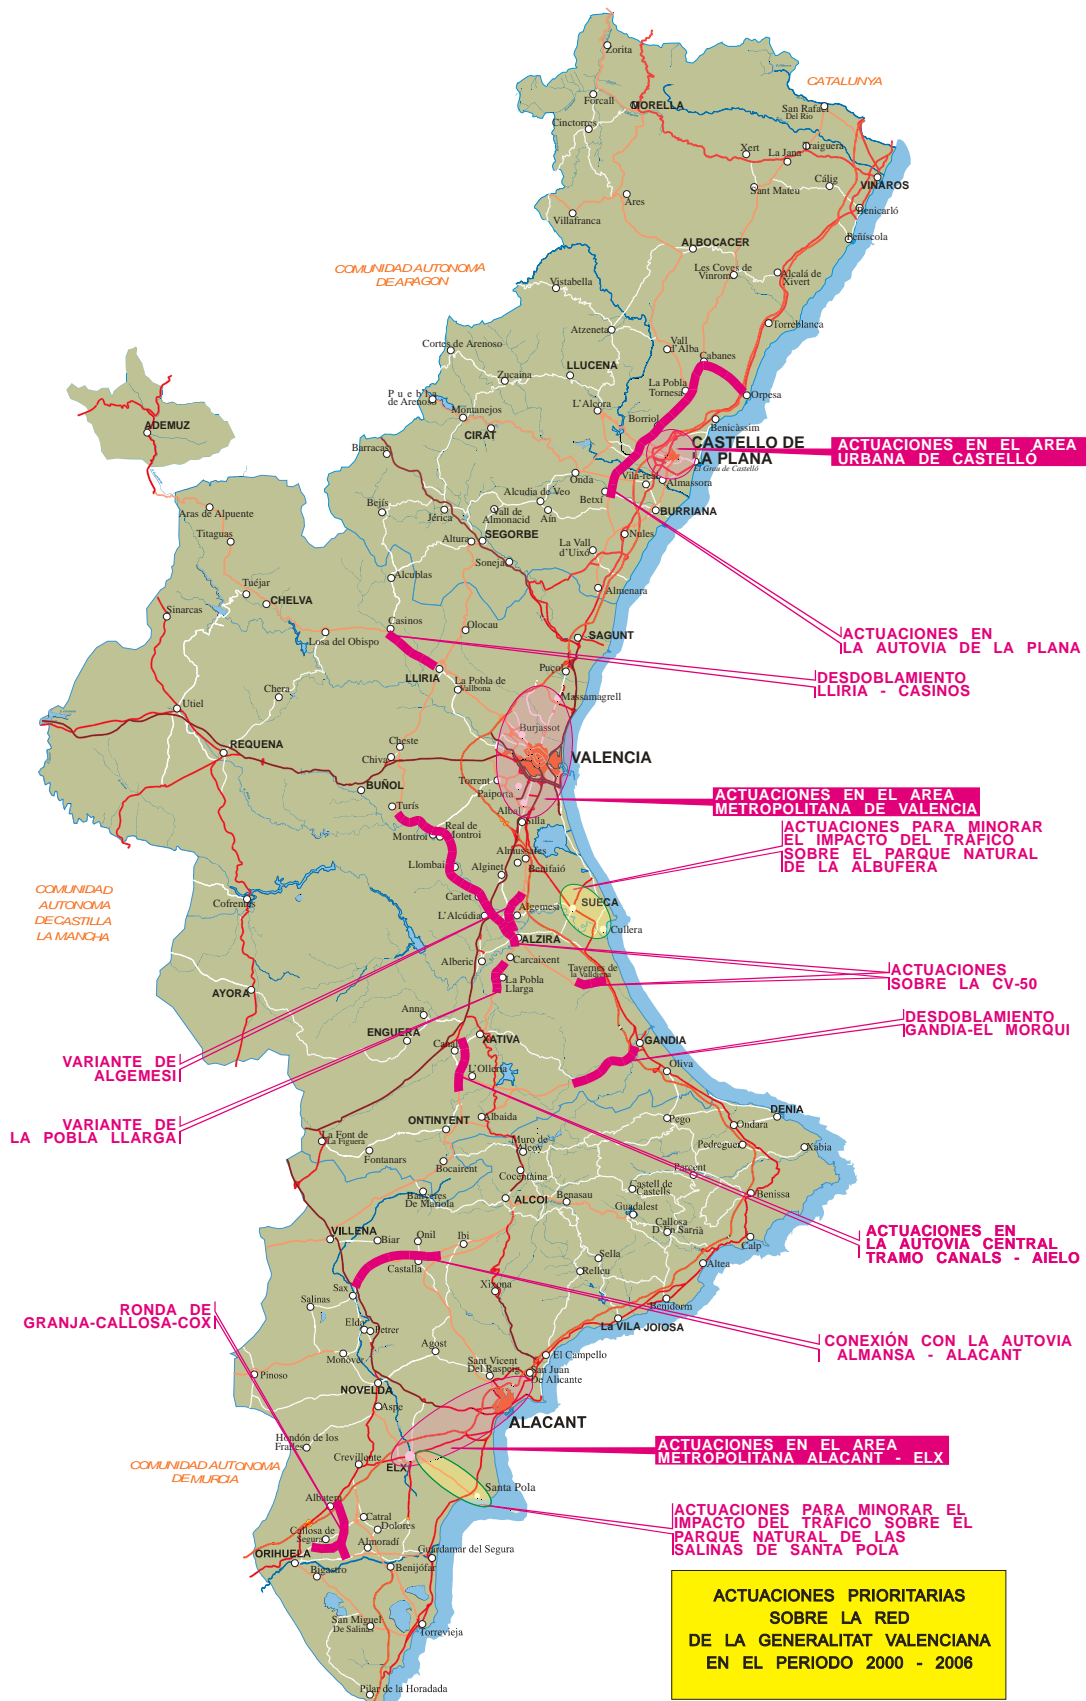 Zorita
CATALUNYA
Forcall
MORELLA
San Rafael
Del Rio
Cinctorres
Traiguera
Xert
La Jana
VINAROS
Sant Mateu
Cálig
Ares
Benicarló
Villafranca
Peñíscola
ALBOCACER
COMUNIDAD AUTONOMA
DE ARAGON
Les Coves de
Vinromà
Alcalá de
Xivert
Vistabella
Torreblanca
Atzeneta
Vall
d'Alba
Cortes de Arenoso
Cabanes
LLUCENA
Zucaina
La Pobla
Tornesa
Orpesa
Puebla
de Arenoso
L'Alcora
Montanejos
Borriol
Benicàssim
ADEMUZ
CIRAT
CASTELLO DE
LA PLANA
El Grau de Castelló
ACTUACIONES EN EL AREA
URBANA DE CASTELLO
Barracas
Onda
Vila-real
Almassora
Betxí
Alcudia de Veo
Bejís
Jérica
Vall de
Almonacid
Aín
BURRIANA
Aras de Alpuente
Titaguas
Altura
SEGORBE
Nules
La Vall
d'Uixó
Soneja
Alcublas
Almenara
Tuéjar
CHELVA
Sinarcas
Casinos
Olocau
Losa del Obispo
SAGUNT
ACTUACIONES EN
LA AUTOVIA DE LA PLANA
Puçol
LLIRIA
La Pobla de
Vallbona
DESDOBLAMIENTO
LLIRIA - CASINOS
Chera
Massamagrell
Utiel
Burjassot
REQUENA
Cheste
Chiva
VALENCIA
Torrent
BUÑOL
Paiporta
ACTUACIONES EN EL AREA
METROPOLITANA DE VALENCIA
Turís
Albal
Silla
Real de
Montroi
Montroi
ACTUACIONES PARA MINORAR
EL IMPACTO DEL TRÁFICO
SOBRE EL PARQUE NATURAL
DE LA ALBUFERA
Almussafes
Llombai
Alginet
Benifaió
COMUNIDAD
AUTONOMA
DE CASTILLA
LA MANCHA
Cofrentes
Carlet
SUECA
L'Alcúdia
Algemesí
Cullera
ALZIRA
Alberic
Carcaixent
Tavernes de
la Valldigna
ACTUACIONES
SOBRE LA CV-50
La Pobla
Llarga
AYORA
Anna
DESDOBLAMIENTO
GANDIA-EL MORQUI
ENGUERA
XATIVA
Canals
GANDIA
VARIANTE DE
ALGEMESI
L'Olleria
Oliva
VARIANTE DE
LA POBLA LLARGA
ONTINYENT
Albaida
Pego
DENIA
Ondara
La Font de
La Figuera
Muro de
Alcoy
Pedreguer
Xabia
Fontanars
Bocairent
Cocentaina
Parcent
Banyeres
De Mariola
ALCOI
Benasau
Castell de
Castells
Benissa
Guadalest
Callosa
D'En Sarrià
VILLENA
Biar
Onil
Ibi
Calp
ACTUACIONES EN
LA AUTOVIA CENTRAL
TRAMO CANALS - AIELO
Castalla
Sella
Relleu
Altea
Sax
Xixona
Salinas
Benidorm
RONDA DE
GRANJA-CALLOSA-COX
Elda
Petrer
La VILA JOIOSA
Monover
Agost
El Campello
CONEXIÓN CON LA AUTOVIA
ALMANSA - ALACANT
Pinoso
Sant Vicent
Del Raspeig
San Juan
De Alicante
NOVELDA
Aspe
ALACANT
Hondón de los
Frailes
COMUNIDAD AUTONOMA
DE MURCIA
Crevillente
ELX
ACTUACIONES EN EL AREA
METROPOLITANA ALACANT - ELX
Santa Pola
Albatera
Catral
Dolores
ACTUACIONES PARA MINORAR EL
IMPACTO DEL TRÁFICO SOBRE EL
PARQUE NATURAL DE LAS
SALINAS DE SANTA POLA
Callosa de
Segura
Almoradí
ORIHUELA
Guardamar del Segura
Bigastro
Benijófar
San Miguel
De Salinas
Torrevieja
Pilar de la Horadada
ACTUACIONES PRIORITARIAS
SOBRE LA RED
DE LA GENERALITAT VALENCIANA
EN EL PERIODO 2000 - 2006